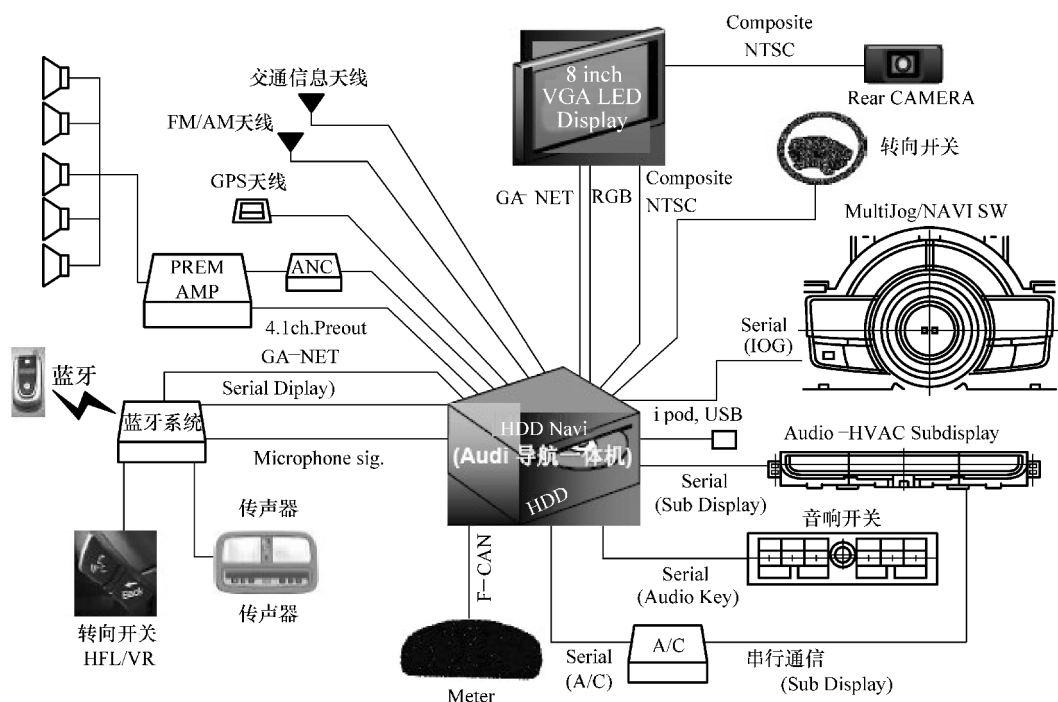 Composite
NTSC
8 inch
VGA LED
Display
Rear CAMERA
交通信息天线
FM/AM天线
转向开关
GPS天线
GA- NET
RGB
Composite
NTSC
MultiJog/NAVI SW
PREM
AMP
ANC
4.1ch.Preout
GA-NET
Serial
(IOG)
蓝牙
Serial Diplay)
蓝牙系统
i pod, USB
HDD Navi
(Audi 导航一体机)
HDD
Audio -HVAC Subdisplay
Microphone sig.
Serial
(Sub Display)
传声器
音响开关
F-CAN
Back
Serial
(Audio Key)
传声器
转向开关
HFL/VR
A/C
Serial
(A/C)
串行通信
(Sub Display)
Meter